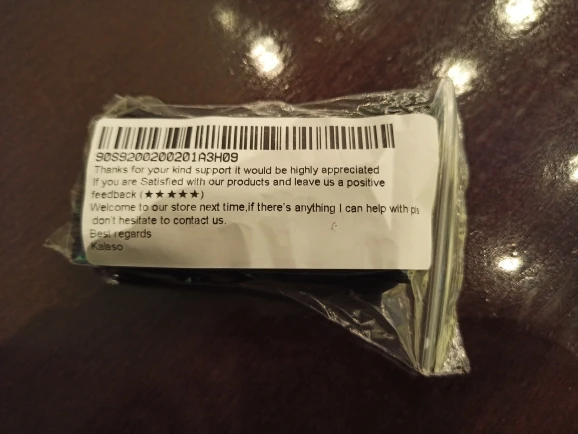 90S9200200201A3H09
Thanks for your kind support it would be highly appreciated
If you are Satisfied with our products and leave us a positive
feedback (★★★★★)
Welcome to our store next time,if there's anything I can help with pls
don't hesitate to contact us.
Best regards
Kaleso